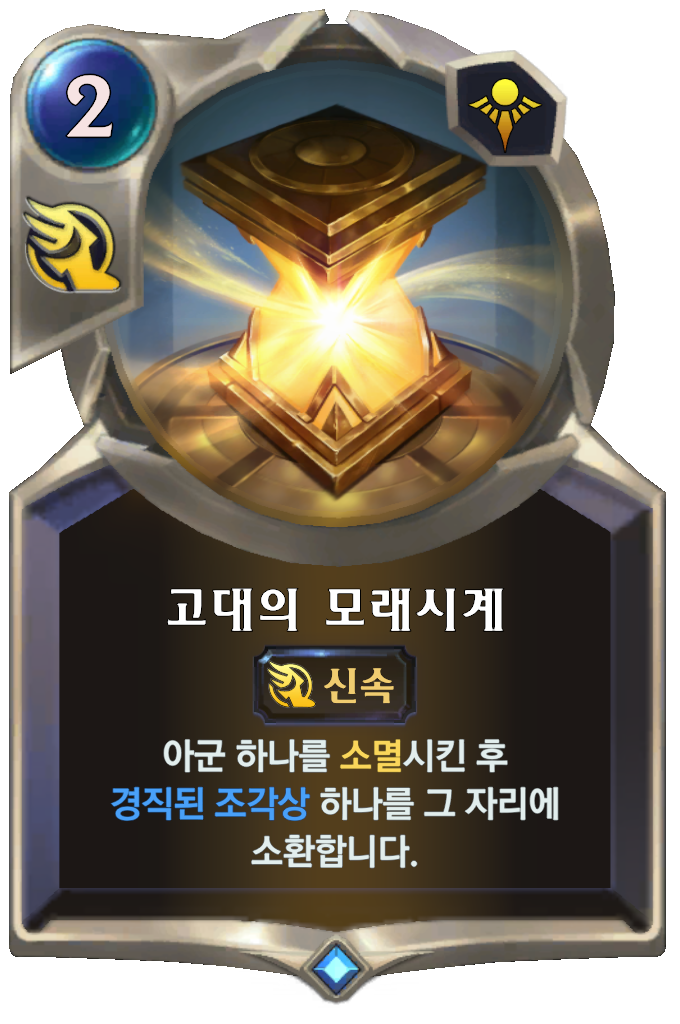 2
고대의 모래시계
신속
아군 하나를 소멸시킨 후
경직된 조각상 하나를 그 자리에
소환합니다.